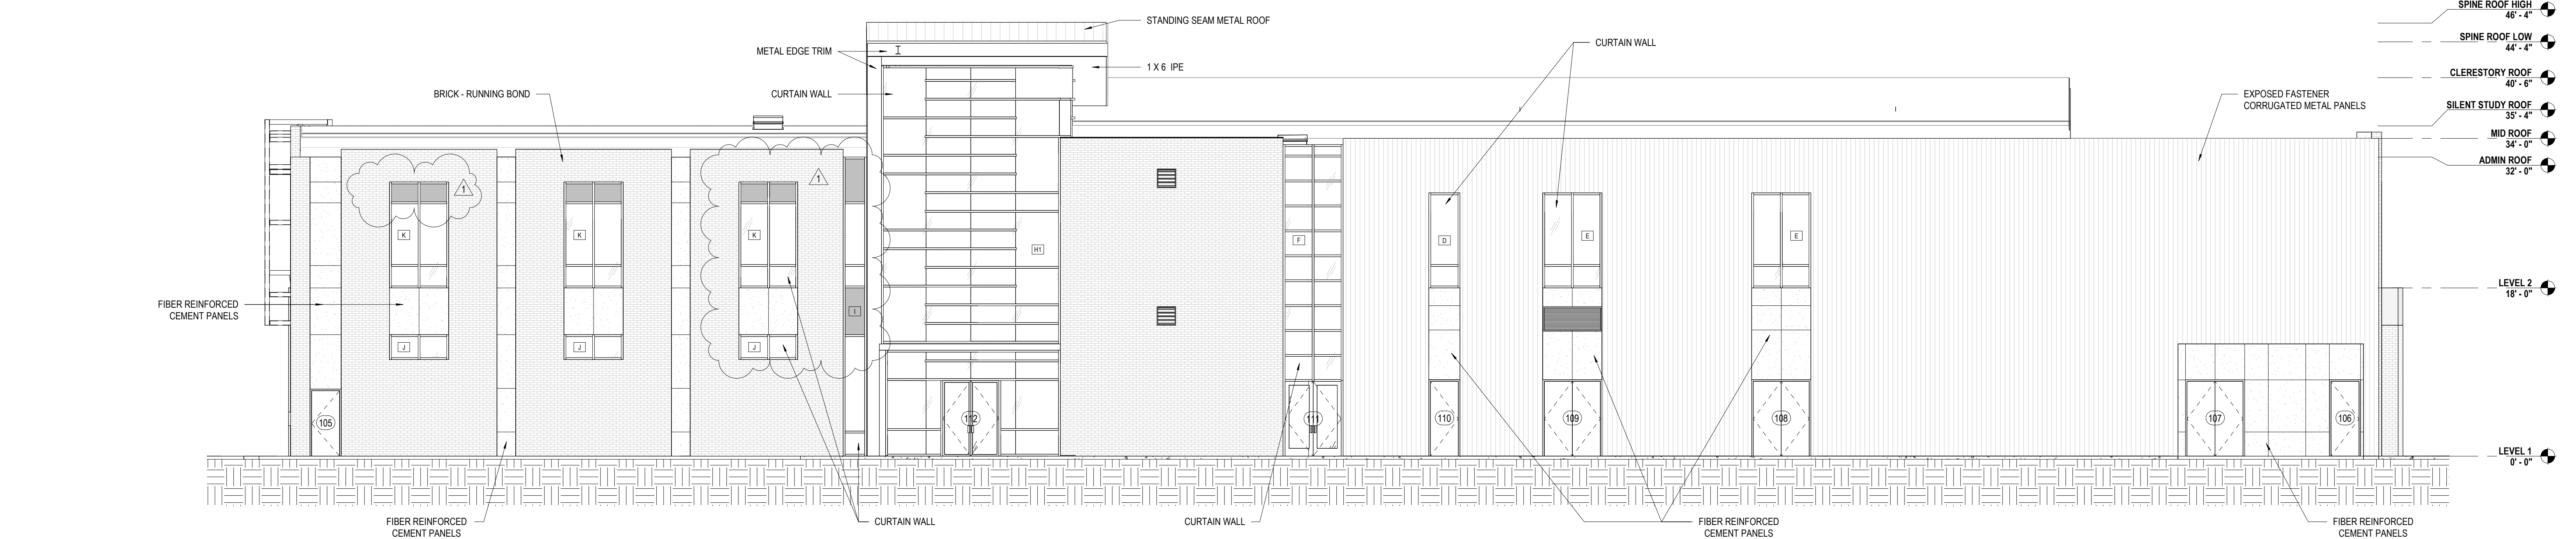 SPINE ROOF HIGH
46' - 4"
STANDING SEAM METAL ROOF
SPINE ROOF LOW
44' - 4"
METAL EDGE TRIM
CURTAIN WALL
1 X 6 IPE
CLERESTORY ROOF
40' - 6"
BRICK - RUNNING BOND
CURTAIN WALL
EXPOSED FASTENER
CORRUGATED METAL PANELS
SILENT STUDY ROOF
35' - 4"
MID ROOF
34' - 0"
ADMIN ROOF
32' - 0"
1
1
K
K
K
H1
F
D
E
E
LEVEL 2
18' - 0"
FIBER REINFORCED
CEMENT PANELS
I
J
J
J
105
112
111
110
109
108
107
106
LEVEL 1
0' - 0"
FIBER REINFORCED
CEMENT PANELS
CURTAIN WALL
CURTAIN WALL
FIBER REINFORCED
CEMENT PANELS
FIBER REINFORCED
CEMENT PANELS